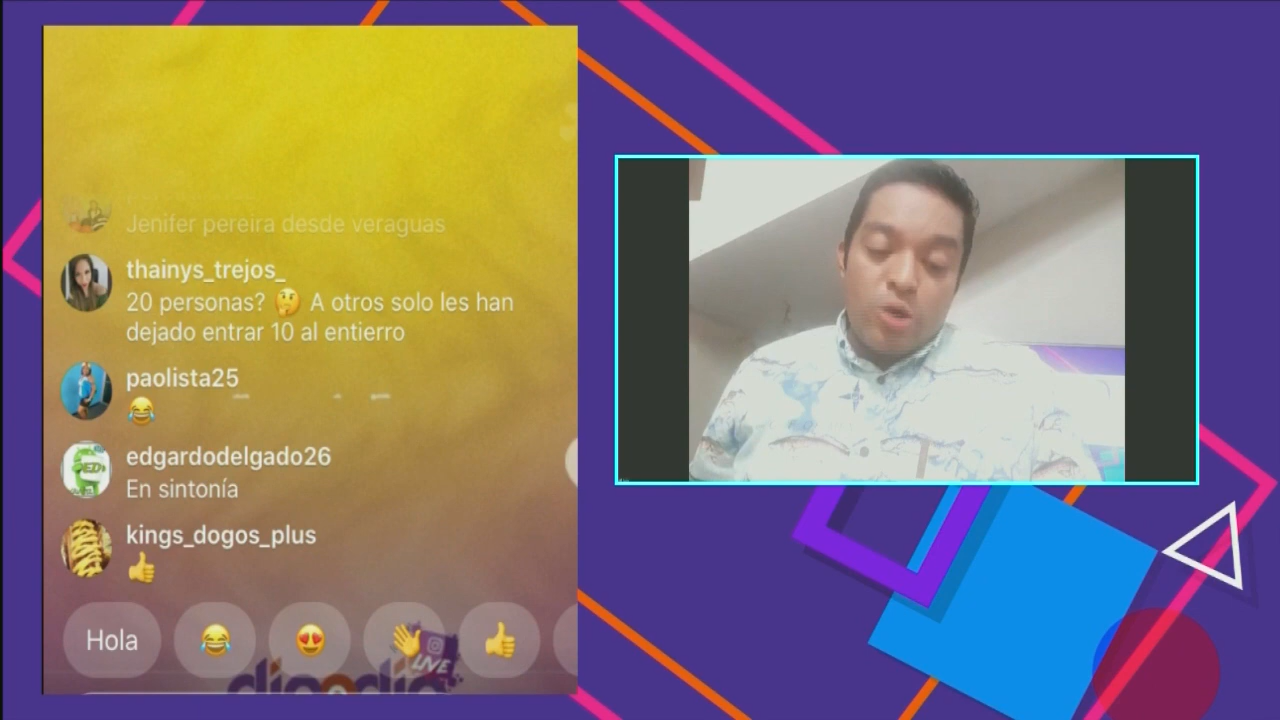 Jenifer pereira desde veraguas
thainys_trejos_
20 personas? 🤔 A otros solo les han
dejado entrar 10 al entierro
paolista25
😂
edgardodelgado26
En sintonía
kings_dogos_plus
👍
Hola 😂 😍 👋 👍
LIVE